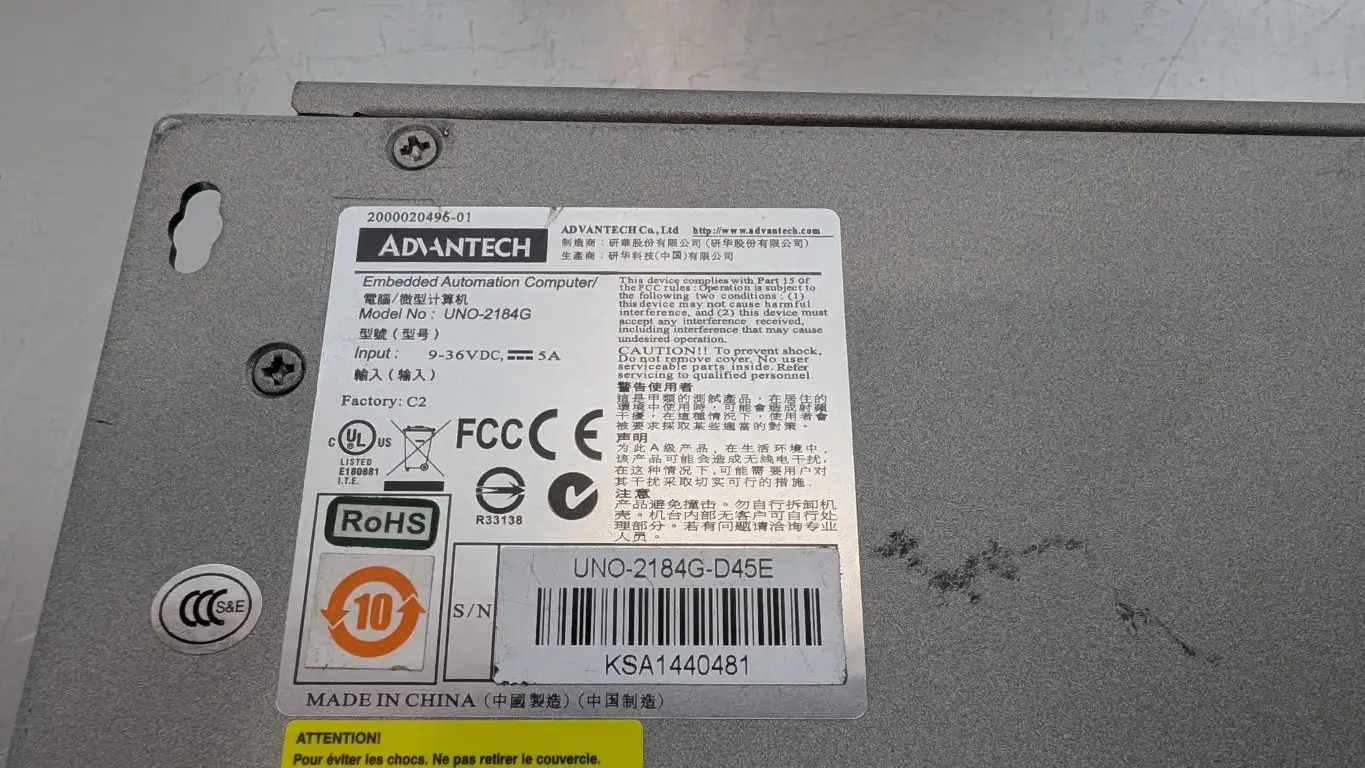 2000020496-01
ADVANTECH
ADVANTECH Co., Ltd http://www.advantech.com
制造商：研華股份有限公司（研华股份有限公司）
生產商：研华科技(中国)有限公司
Embedded Automation Computer/
電腦/微型计算机
Model No : UNO-2184G
型號（型号）
Input : 9-36VDC, 5A
輸入（输入）
Factory: C2
This device complies with Part 15 0f
the FCC rules : Operation is subject to
the following two conditions : (1)
this device may not cause harmful
interference, and (2) this device must
accept any interference received,
including interference that may cause
undesired operation.
CAUTION!! To prevent shock.
Do not remove cover. No user
serviceable parts inside. Refer
servicing to qualified personnel.
警告使用者
這是甲類的測試產品，在居住的
環境中使用時，可能會造成射頻
干擾，在這種情況下，使用者會
被要求採取某些適當的對策。
声明
为此A级产品，在生活环境中，
该产品可能会造成无线电干扰，
在这种情况下，可能需要用户对
其干扰采取切实可行的措施.
注意
产品避免撞击。勿自行拆卸机
壳。机台内部无客户可自行处
理部分。若有问题请洽询专业
人员。
C UL US
LISTED
E180881
I.T.E.
FCC CE
R33138
RoHS
10
CCC S&E
S/N
UNO-2184G-D45E
KSA1440481
MADE IN CHINA（中國製造）（中国制造）
ATTENTION!
Pour éviter les chocs. Ne pas retirer le couvercle.